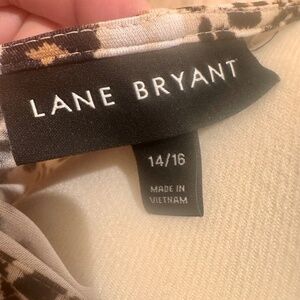 LANE BRYANT
14/16
MADE IN
VIETNAM